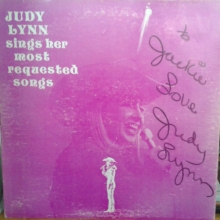 JUDY
LYNN
sings her
most
requested
songs
to
Jackie
Love
Judy
Lynn